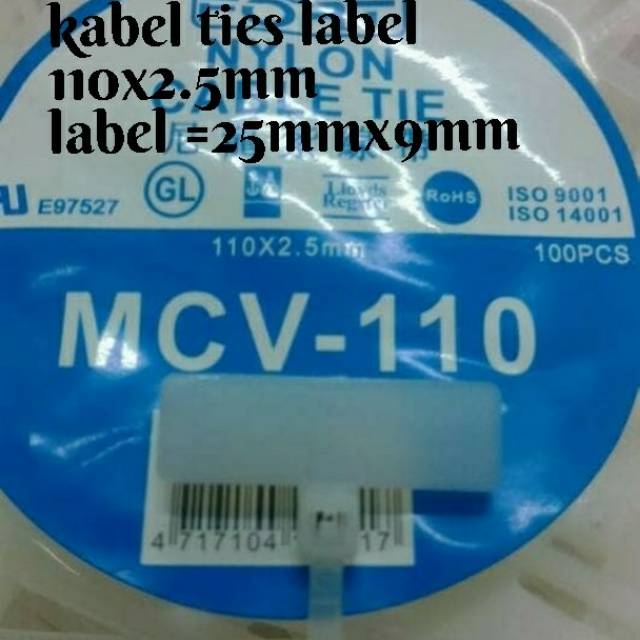 kabel ties label
110x2.5mm
label =25mmx9mm
NYLON
CABLE TIE
E97527
GL
Lloyds
Register
RoHS
ISO 9001
ISO 14001
110X2.5mm
100PCS
MCV-110
4 717104
17